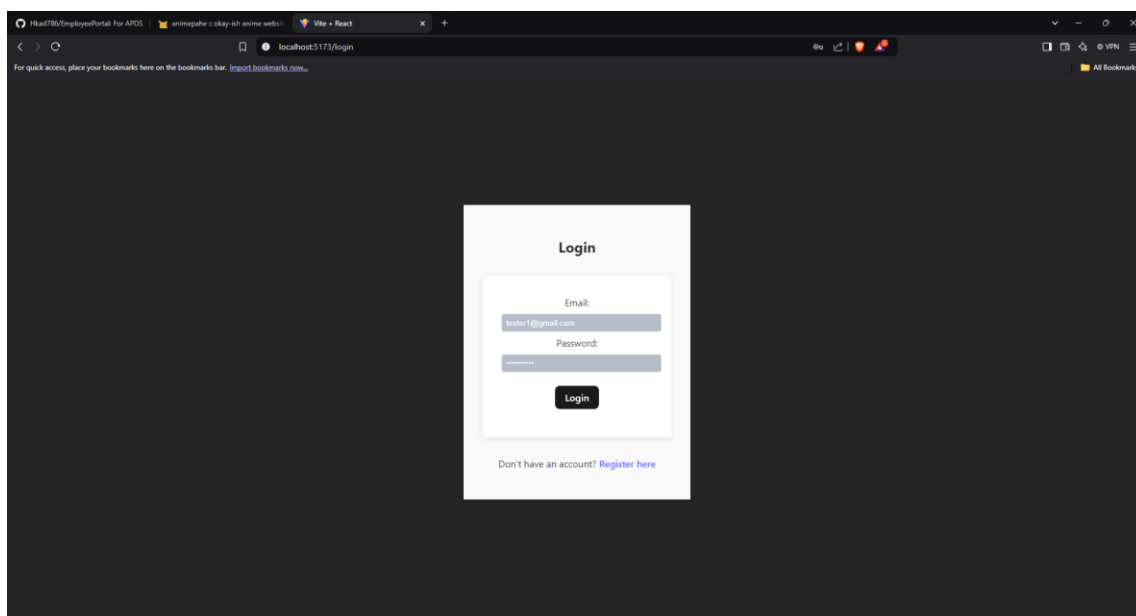 Hkad786/EmployeePortal: For APDS
animepahe :: okay-ish anime websit
Vite + React
localhost:5173/login
VPN
For quick access, place your bookmarks here on the bookmarks bar. Import bookmarks now...
All Bookmarks
Login
Email:
tester1@gmail.com
Password:
Login
Don't have an account? Register here